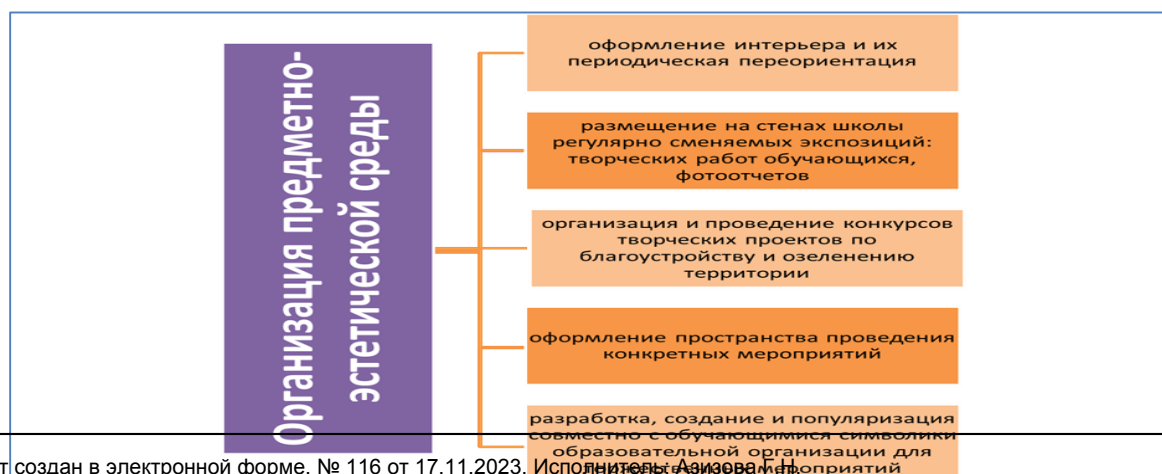 Организация предметно-
эстетической среды
оформление интерьера и их
периодическая переориентация
размещение на стенах школы
регулярно сменяемых экспозиций:
творческих работ обучающихся,
фотоотчетов
организация и проведение конкурсов
творческих проектов по
благоустройству и озеленению
территории
оформление пространства проведения
конкретных мероприятий
разработка, создание и популяризация
совместно с обучающимися символики
образовательной организации для
мероприятий
т создан в электронной форме. № 116 от 17.11.2023. Исполнитель: Азизова Г.Н.